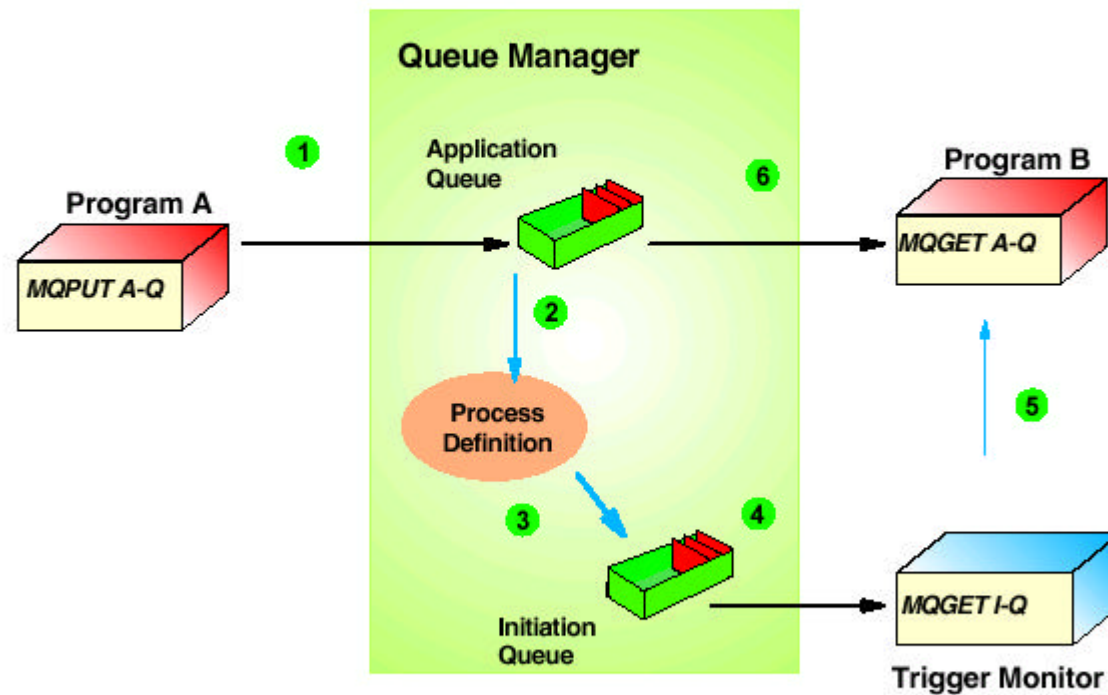 Queue Manager
1
Application
Queue
6
Program B
Program A
MQPUT A-Q
MQGET A-Q
2
Process
Definition
5
3
4
MQGET I-Q
Initiation
Queue
Trigger Monitor